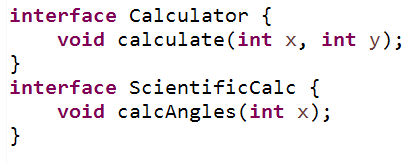 interface Calculator {
    void calculate(int x, int y);
}
interface ScientificCalc {
    void calcAngles(int x);
}